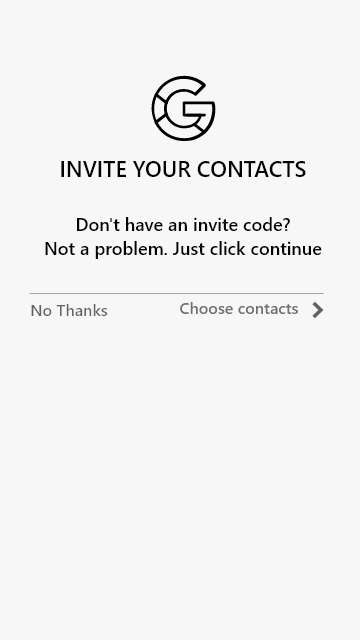 INVITE YOUR CONTACTS
Don't have an invite code?
Not a problem. Just click continue
No Thanks
Choose contacts